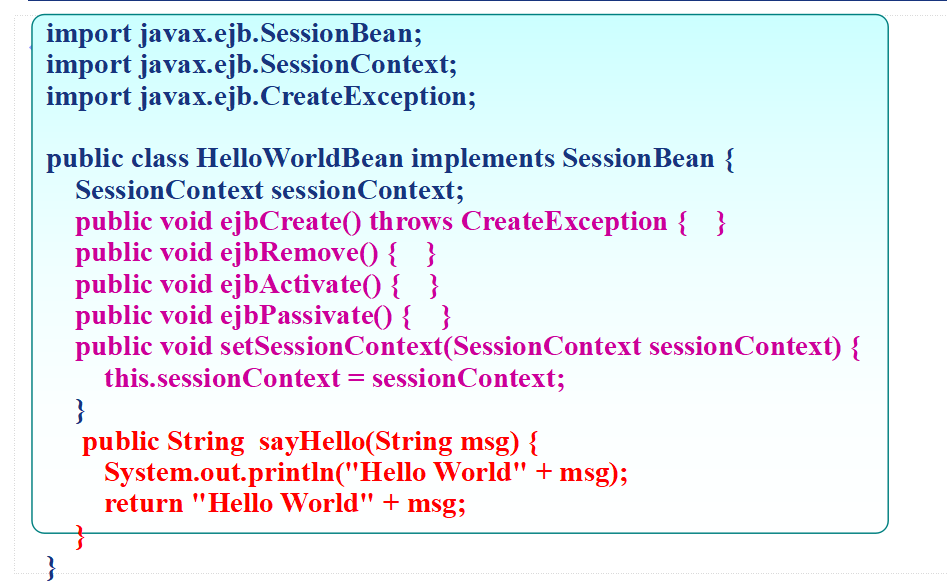 import javax.ejb.SessionBean;
import javax.ejb.SessionContext;
import javax.ejb.CreateException;

public class HelloWorldBean implements SessionBean {
    SessionContext sessionContext;
    public void ejbCreate() throws CreateException {    }
    public void ejbRemove() {    }
    public void ejbActivate() {    }
    public void ejbPassivate() {    }
    public void setSessionContext(SessionContext sessionContext) {
        this.sessionContext = sessionContext;
    }
     public String  sayHello(String msg) {
        System.out.println("Hello World" + msg);
        return "Hello World" + msg;
    }
}